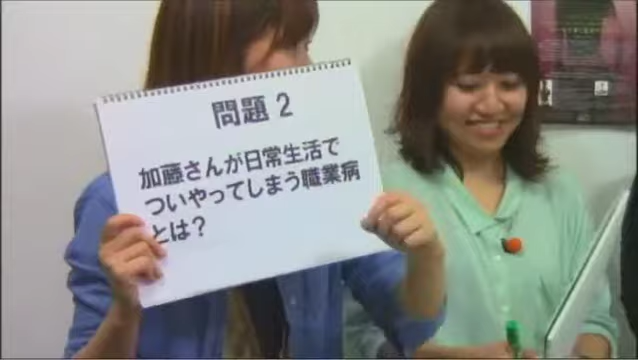 問題 2
加藤さんが日常生活で
ついやってしまう職業病
とは?